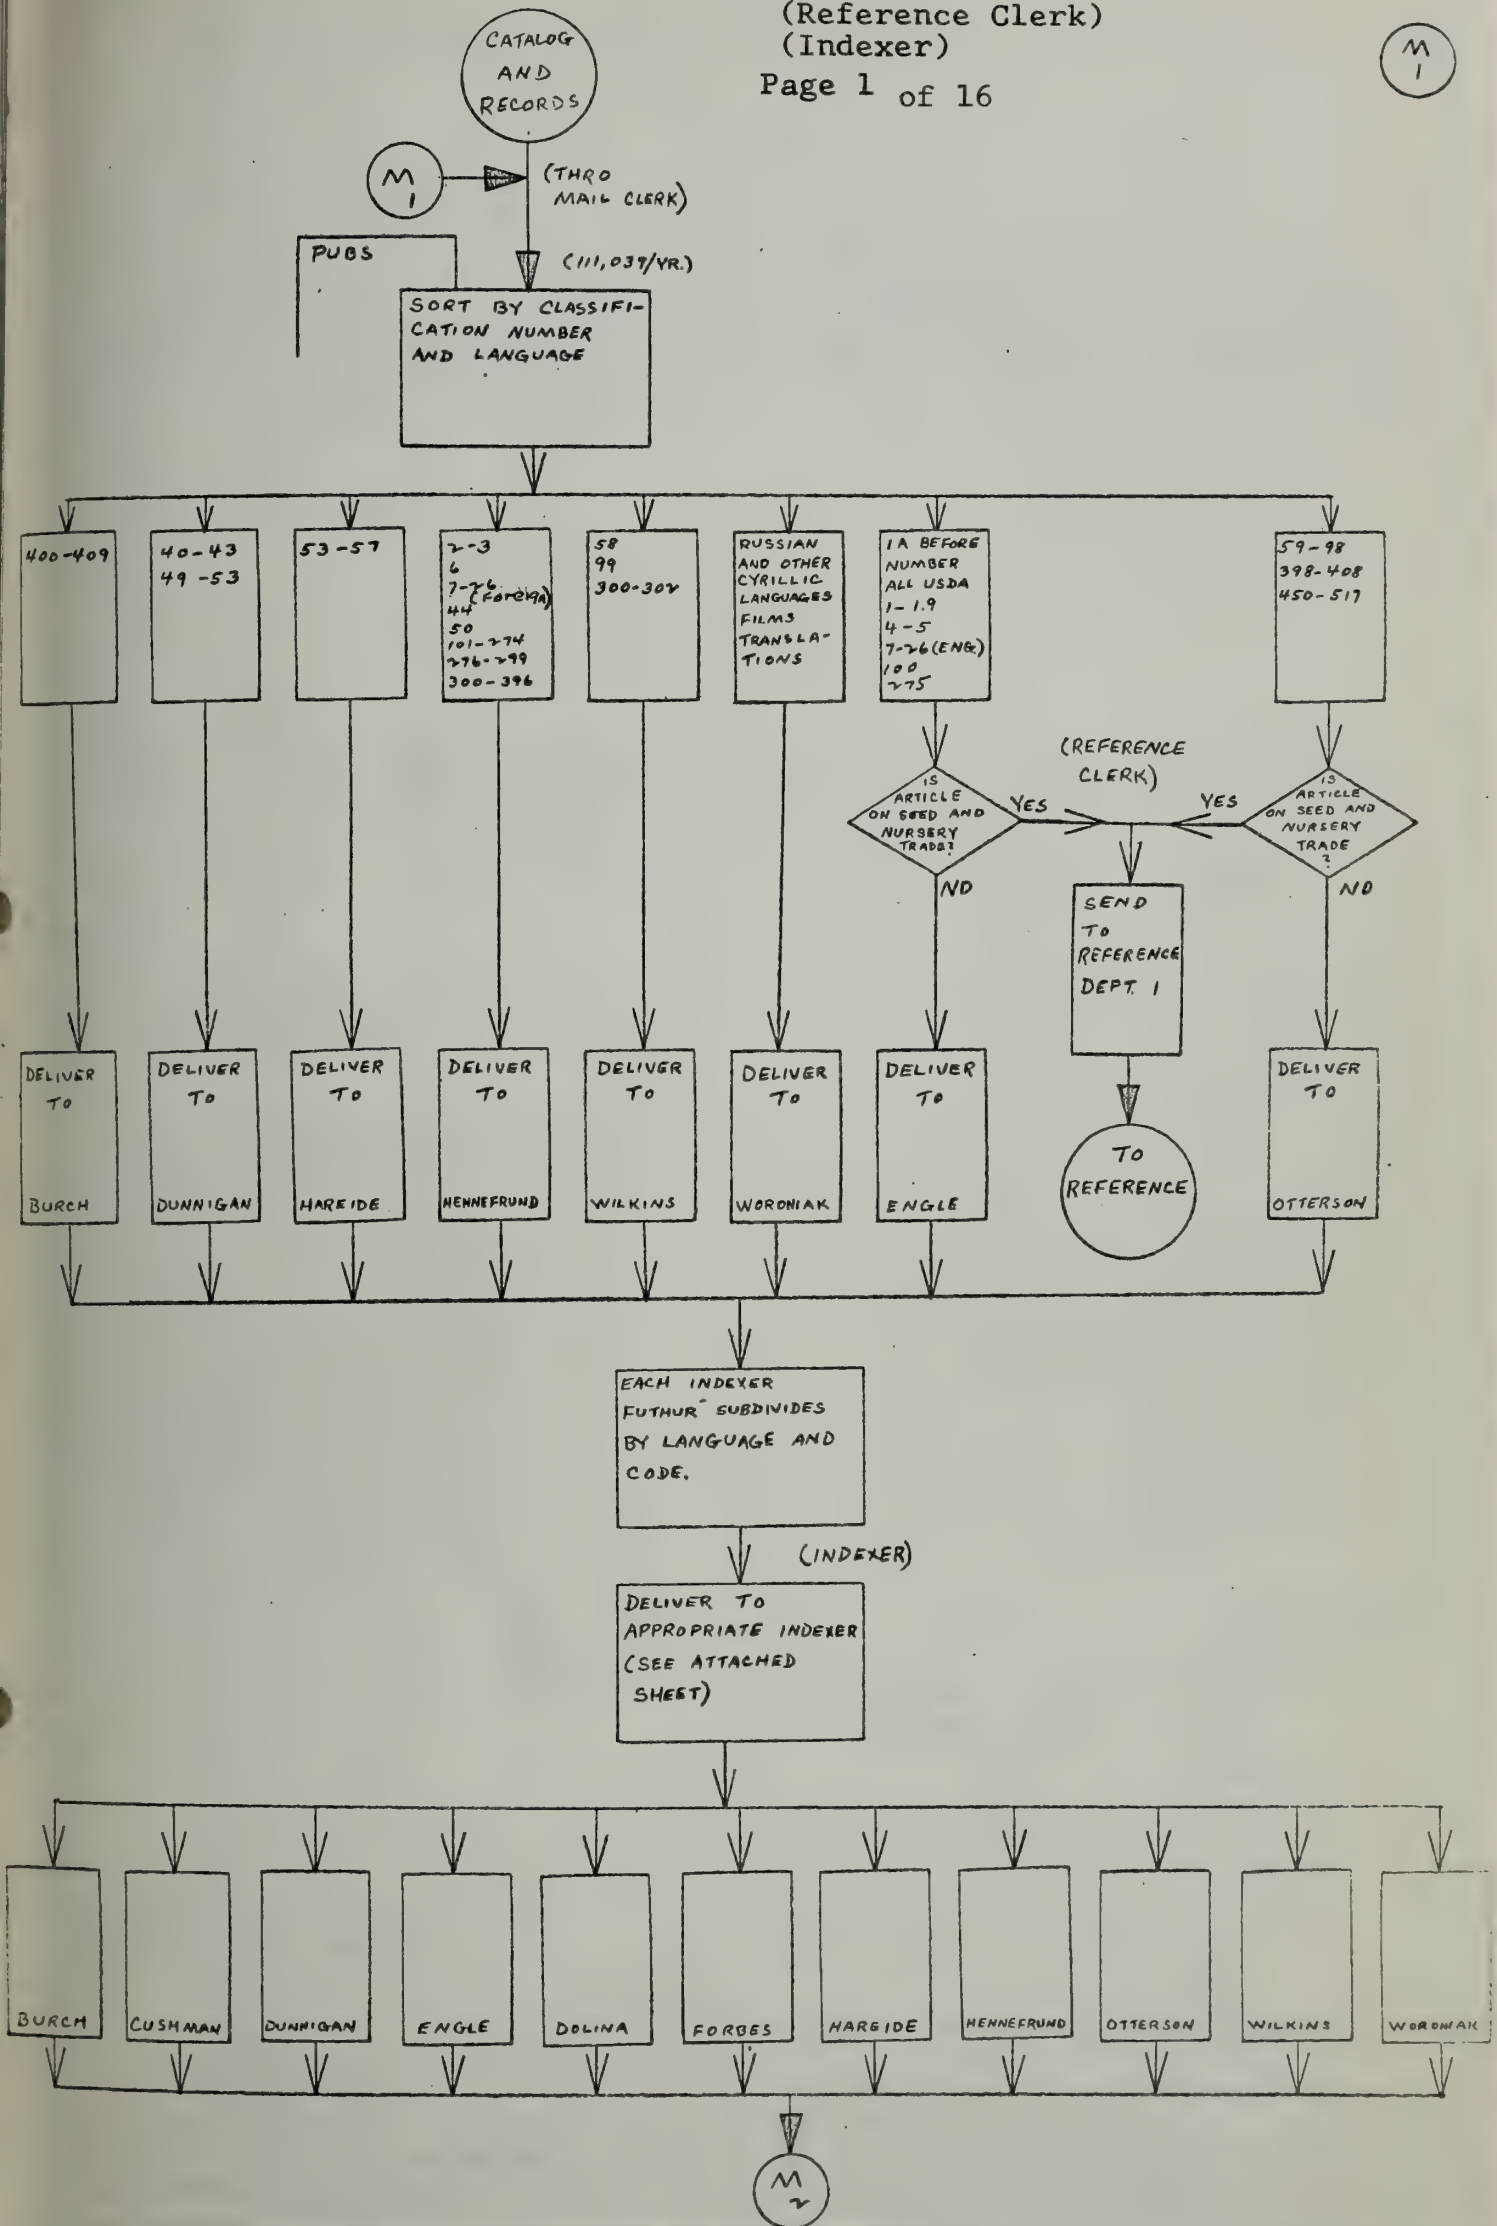 (Reference Clerk)
(Indexer)
Page 1 of 16
M
1
CATALOG
AND
RECORDS
M
1
(THRO
MAIL CLERK)
PUBS
(111,039/YR.)
SORT BY CLASSIFI-
CATION NUMBER
AND LANGUAGE
400-409
40-43
49-53
53-57
2-3
6
7-26
(Foreign)
44
50
101-274
276-299
300-396
58
99
300-302
RUSSIAN
AND OTHER
CYRILLIC
LANGUAGES
FILMS
TRANSLA-
TIONS
1A BEFORE
NUMBER
ALL USDA
1-1.9
4-5
7-26(ENG.)
100
275
59-98
398-408
450-517
(REFERENCE
CLERK)
IS
ARTICLE
ON SEED AND
NURSERY
TRADE?
YES
NO
YES
IS
ARTICLE
ON SEED AND
NURSERY
TRADE
?
NO
SEND
TO
REFERENCE
DEPT. 1
TO
REFERENCE
DELIVER
TO
BURCH
DELIVER
TO
DUNNIGAN
DELIVER
TO
HAREIDE
DELIVER
TO
HENNEFRUND
DELIVER
TO
WILKINS
DELIVER
TO
WORONIAK
DELIVER
TO
ENGLE
DELIVER
TO
OTTERSON
EACH INDEXER
FUTHUR SUBDIVIDES
BY LANGUAGE AND
CODE.
(INDEXER)
DELIVER TO
APPROPRIATE INDEXER
(SEE ATTACHED
SHEET)
BURCH
CUSHMAN
DUNNIGAN
ENGLE
DOLINA
FORBES
HAREIDE
HENNEFRUND
OTTERSON
WILKINS
WORONIAK
M
2